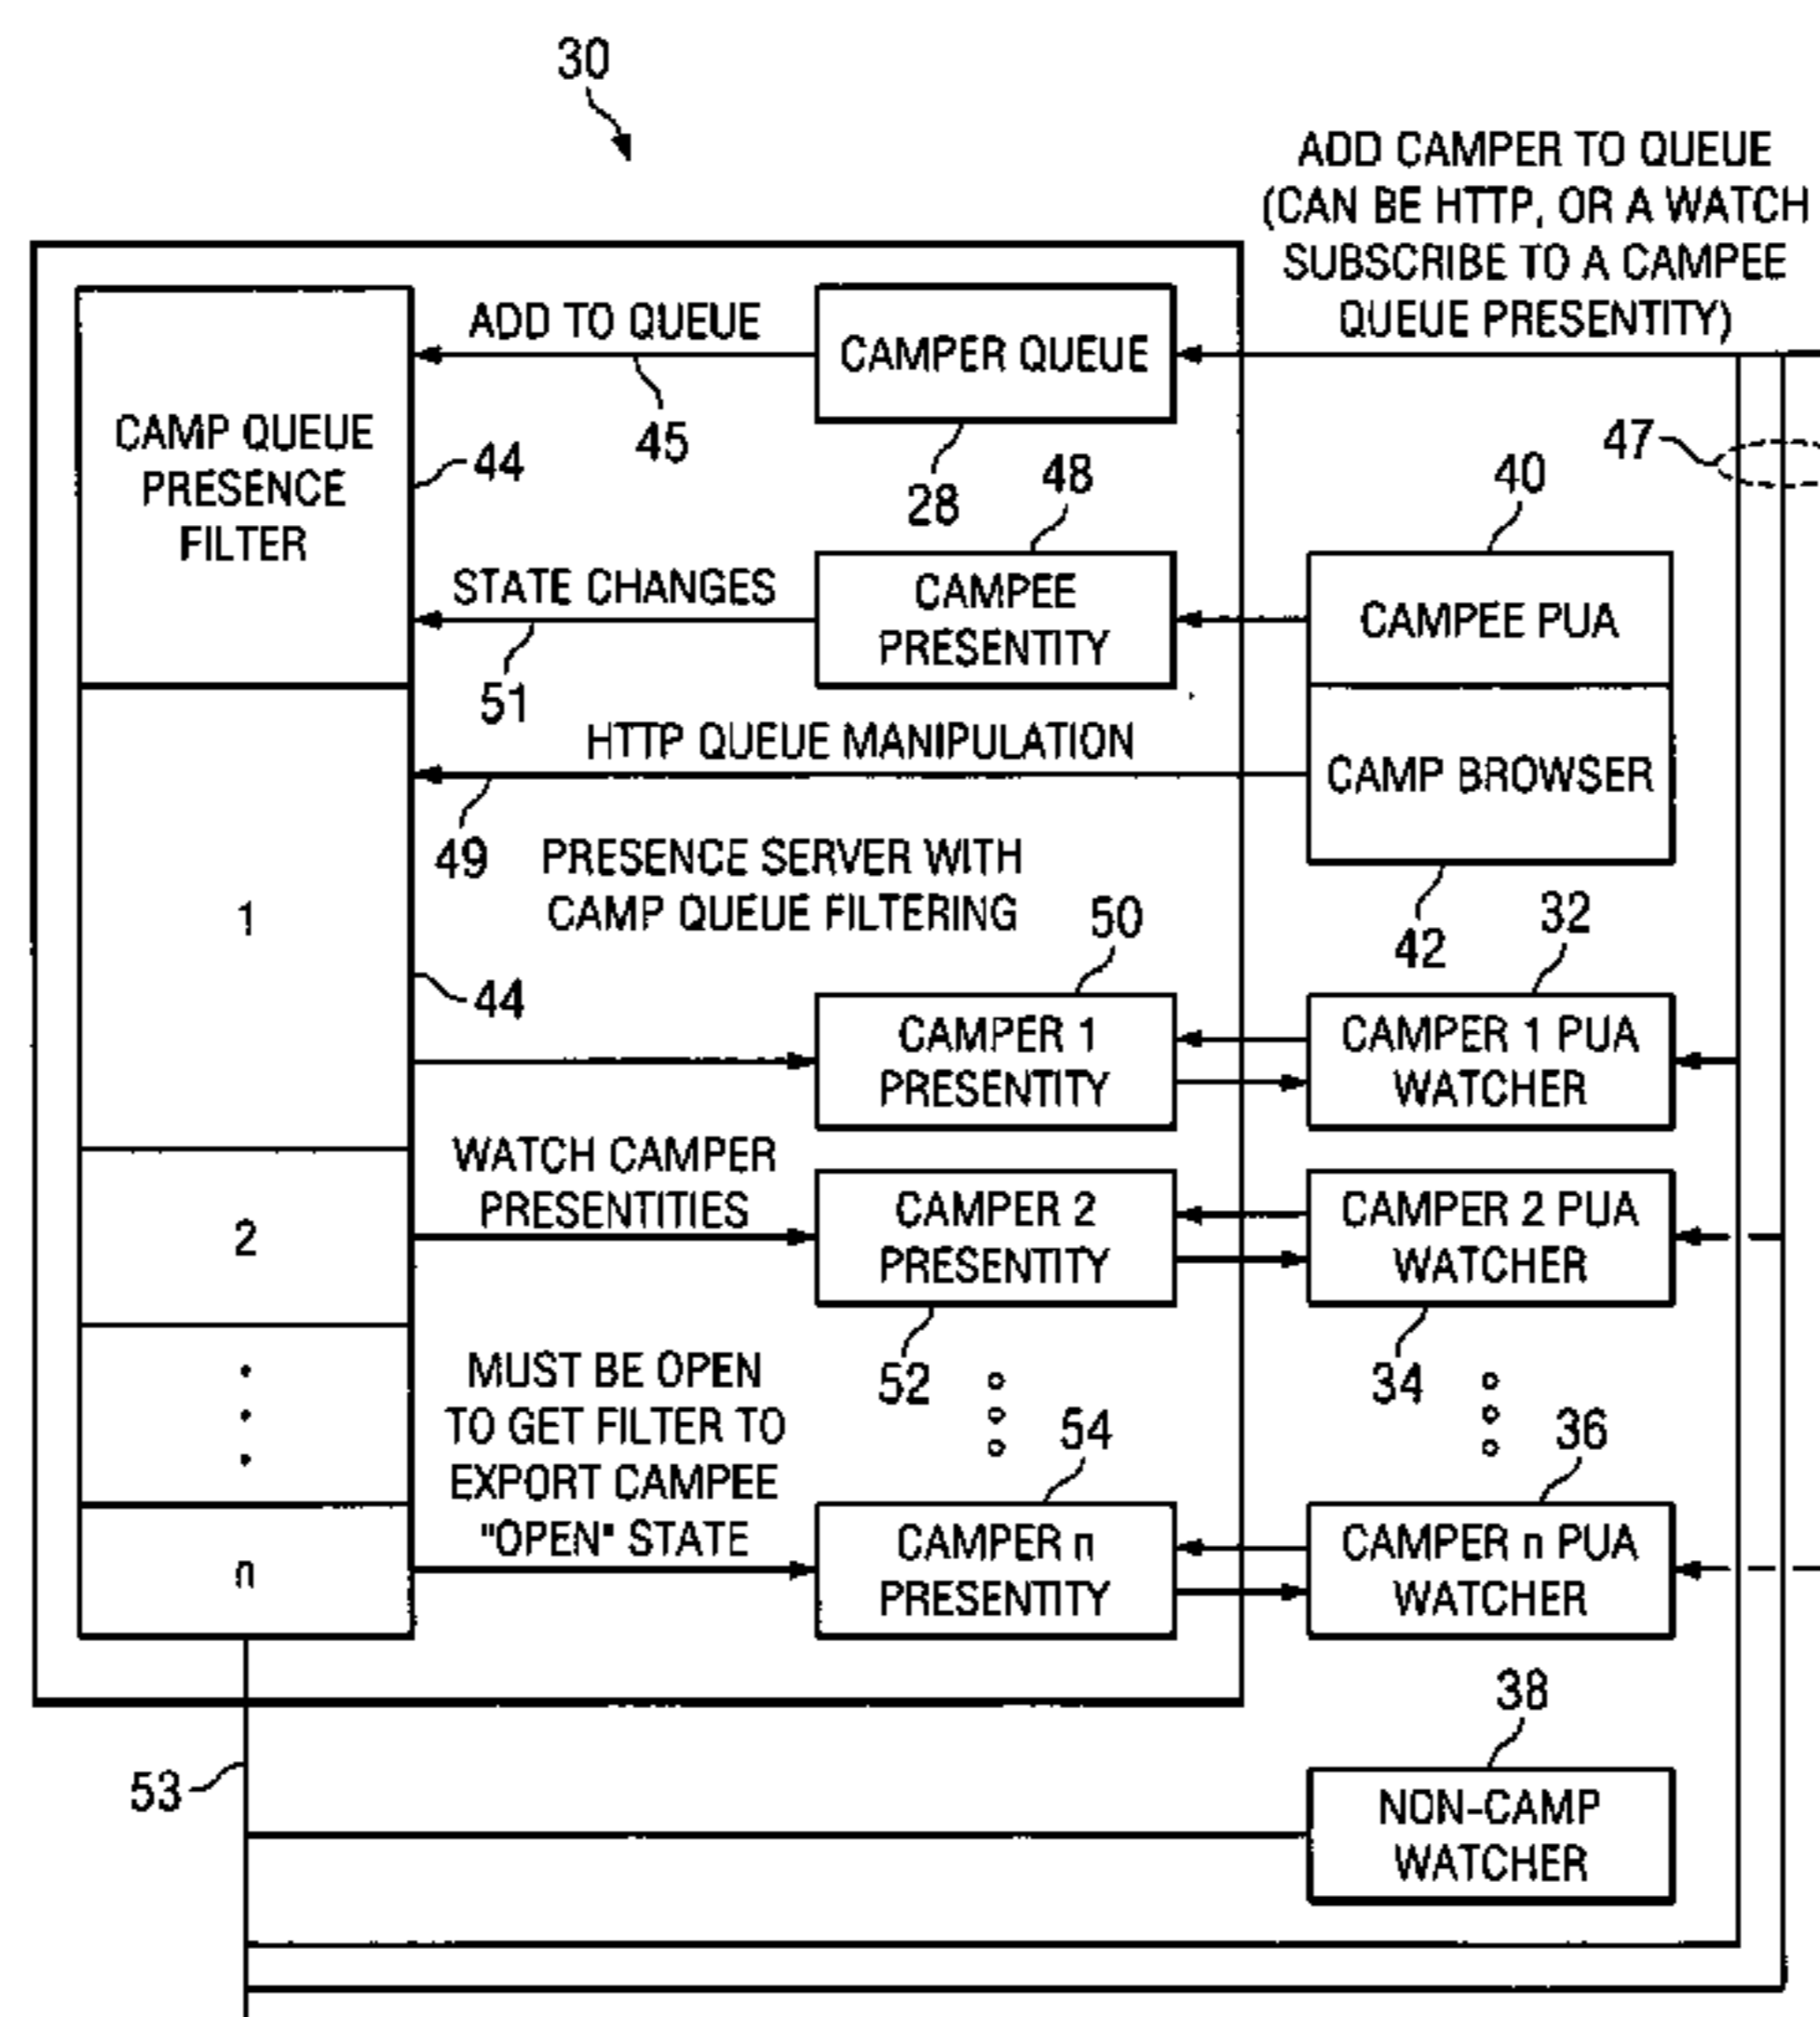 30
ADD CAMPER TO QUEUE
(CAN BE HTTP, OR A WATCH
SUBSCRIBE TO A CAMPEE
QUEUE PRESENTITY)
ADD TO QUEUE
CAMPER QUEUE
CAMP QUEUE
PRESENCE
FILTER
44
45
28
48
40
47
STATE CHANGES
CAMPEE
PRESENTITY
CAMPEE PUA
51
HTTP QUEUE MANIPULATION
CAMP BROWSER
49
PRESENCE SERVER WITH
CAMP QUEUE FILTERING
1
44
50
42
32
CAMPER 1
PRESENTITY
CAMPER 1 PUA
WATCHER
WATCH CAMPER
PRESENTITIES
2
CAMPER 2
PRESENTITY
CAMPER 2 PUA
WATCHER
52
34
MUST BE OPEN
TO GET FILTER TO
EXPORT CAMPEE
"OPEN" STATE
54
36
n
CAMPER n
PRESENTITY
CAMPER n PUA
WATCHER
53
38
NON-CAMP
WATCHER